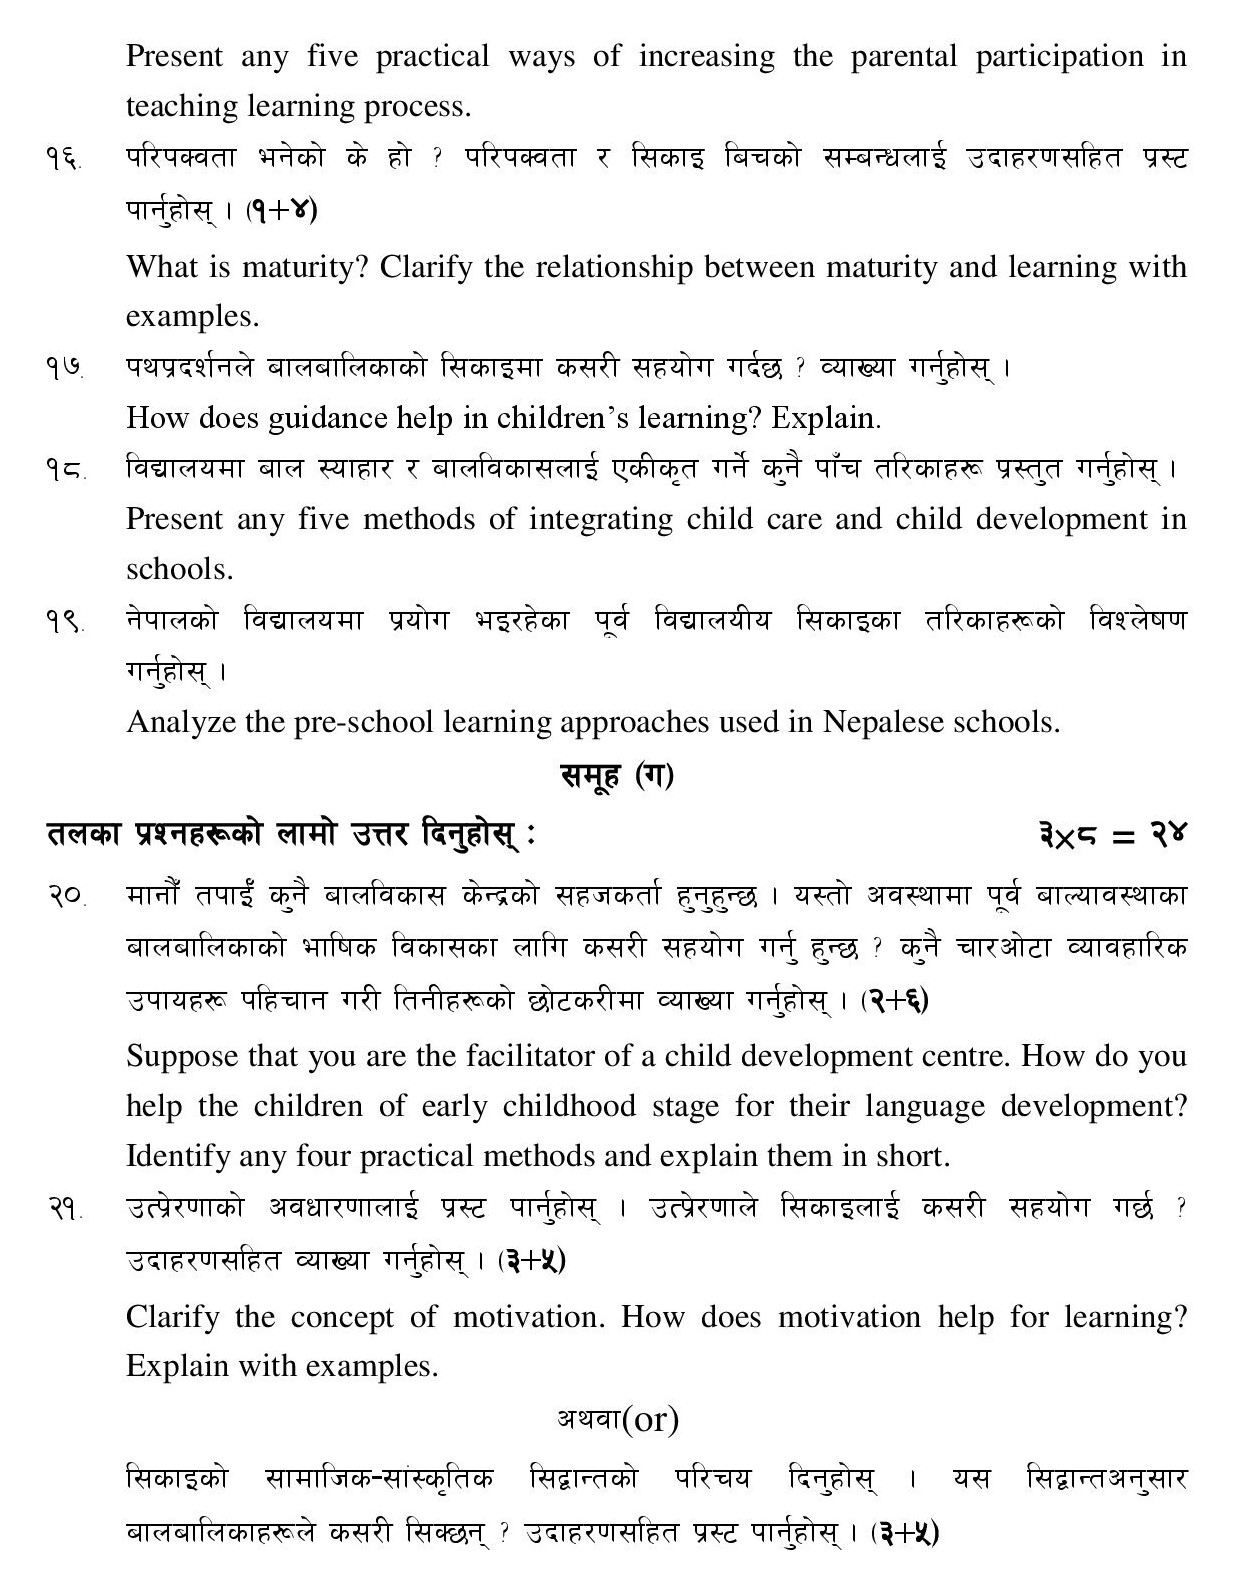 Present any five practical ways of increasing the parental participation in
teaching learning process.
१६. परिपक्वता भनेको के हो ? परिपक्वता र सिकाइ बिचको सम्बन्धलाई उदाहरणसहित प्रस्ट
पार्नुहोस् । (१+४)
What is maturity? Clarify the relationship between maturity and learning with
examples.
१७. पथप्रदर्शनले बालबालिकाको सिकाइमा कसरी सहयोग गर्दछ ? व्याख्या गर्नुहोस् ।
How does guidance help in children’s learning? Explain.
१८. विद्यालयमा बाल स्याहार र बालविकासलाई एकीकृत गर्ने कुनै पाँच तरिकाहरू प्रस्तुत गर्नुहोस् ।
Present any five methods of integrating child care and child development in
schools.
१९. नेपालको विद्यालयमा प्रयोग भइरहेका पूर्व विद्यालयीय सिकाइका तरिकाहरूको विश्लेषण
गर्नुहोस् ।
Analyze the pre-school learning approaches used in Nepalese schools.
समूह (ग)
तलका प्रश्नहरूको लामो उत्तर दिनुहोस् : ३×८ = २४
२०. मानौँ तपाईँ कुनै बालविकास केन्द्रको सहजकर्ता हुनुहुन्छ । यस्तो अवस्थामा पूर्व बाल्यावस्थाका
बालबालिकाको भाषिक विकासका लागि कसरी सहयोग गर्नु हुन्छ ? कुनै चारओटा व्यावहारिक
उपायहरू पहिचान गरी तिनीहरूको छोटकरीमा व्याख्या गर्नुहोस् । (२+६)
Suppose that you are the facilitator of a child development centre. How do you
help the children of early childhood stage for their language development?
Identify any four practical methods and explain them in short.
२१. उत्प्रेरणाको अवधारणालाई प्रस्ट पार्नुहोस् । उत्प्रेरणाले सिकाइलाई कसरी सहयोग गर्छ ?
उदाहरणसहित व्याख्या गर्नुहोस् । (३+५)
Clarify the concept of motivation. How does motivation help for learning?
Explain with examples.
अथवा(or)
सिकाइको सामाजिक-सांस्कृतिक सिद्वान्तको परिचय दिनुहोस् । यस सिद्वान्तअनुसार
बालबालिकाहरूले कसरी सिक्छन् ? उदाहरणसहित प्रस्ट पार्नुहोस् । (३+५)